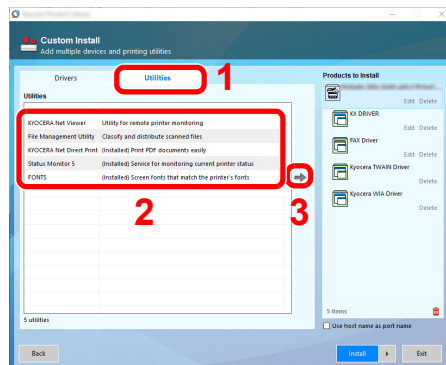 Custom Install
Add multiple devices and printing utilities
Drivers
Utilities
1
Products to Install
Utilities
Edit Delete
KYOCERA Net Viewer Utility for remote printer monitoring
File Management Utility Classify and distribute scanned files
KYOCERA Net Direct Print (Installed) Print PDF documents easily
Status Monitor 5 (Installed) Service for monitoring current printer status
FONTS (Installed) Screen fonts that match the printer's fonts
KX DRIVER
Edit Delete
FAX Driver
Edit Delete
Kyocera TWAIN Driver
Delete
Kyocera WIA Driver
Delete
2
3
5 utilities
5 items
Use host name as port name
Back
Install
Exit